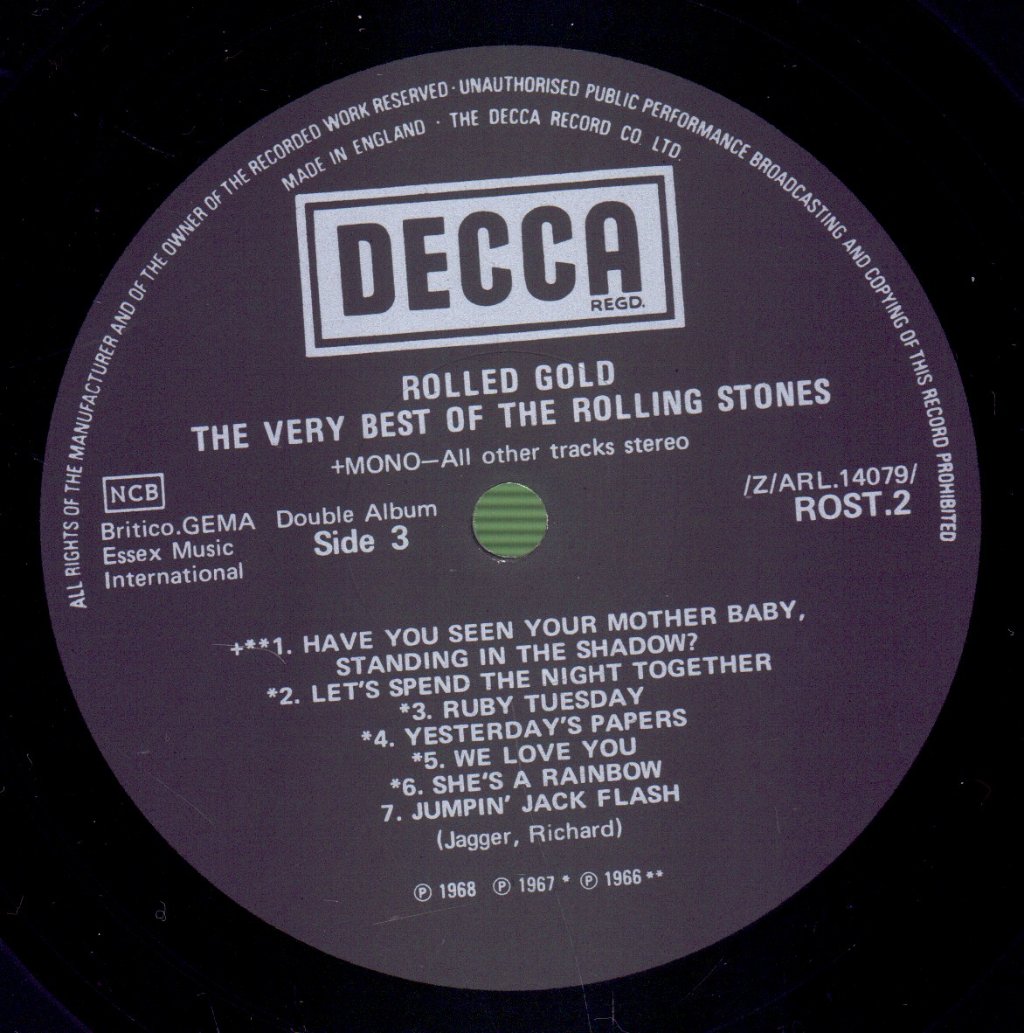 ALL RIGHTS OF THE MANUFACTURER AND OF THE OWNER OF THE RECORDED WORK RESERVED · UNAUTHORISED PUBLIC PERFORMANCE BROADCASTING AND COPYING OF THIS RECORD PROHIBITED
MADE IN ENGLAND · THE DECCA RECORD CO. LTD.
DECCA
REGD.
ROLLED GOLD
THE VERY BEST OF THE ROLLING STONES
+MONO—All other tracks stereo
NCB
Britico.GEMA
Essex Music
International
Double Album
Side 3
/Z/ARL.14079/
ROST.2
+**1. HAVE YOU SEEN YOUR MOTHER BABY,
STANDING IN THE SHADOW?
*2. LET'S SPEND THE NIGHT TOGETHER
*3. RUBY TUESDAY
*4. YESTERDAY'S PAPERS
*5. WE LOVE YOU
*6. SHE'S A RAINBOW
7. JUMPIN' JACK FLASH
(Jagger, Richard)
℗ 1968 ℗ 1967 * ℗ 1966 **